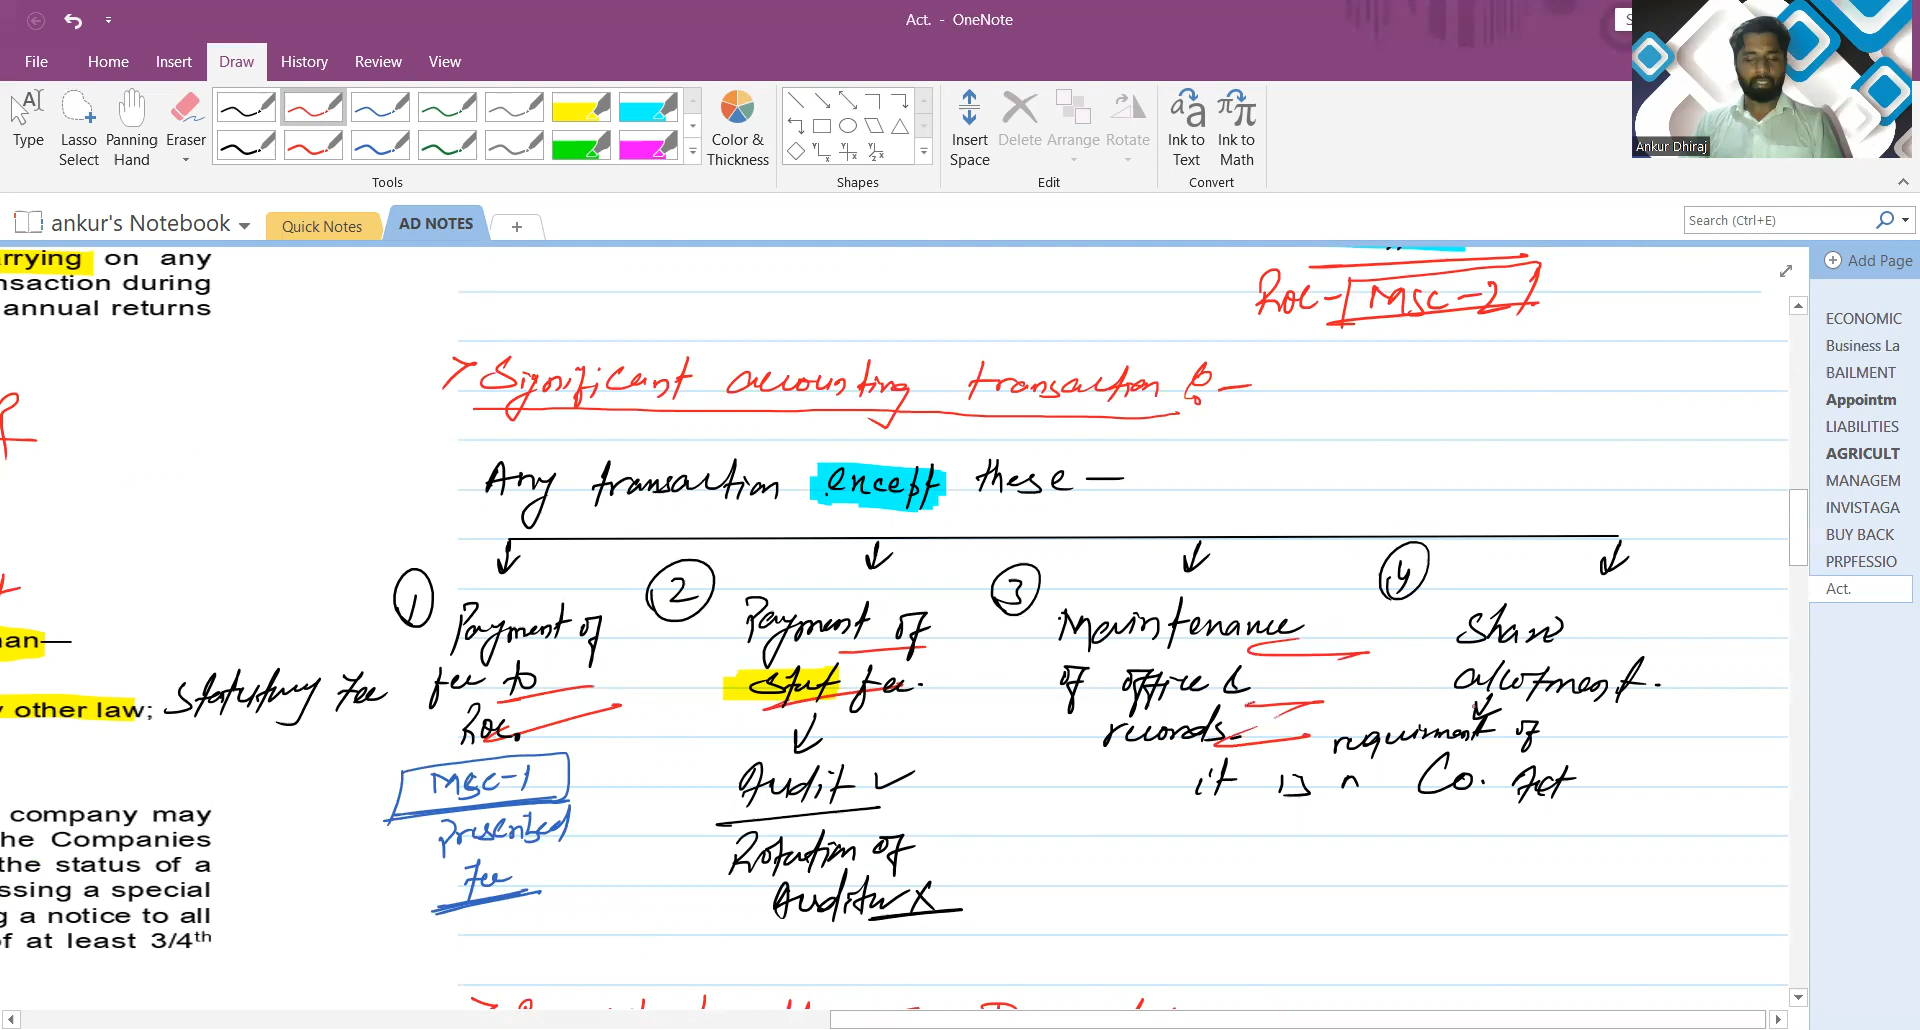 Act. - OneNote
File Home Insert Draw History Review View
Type
Lasso Select
Panning Hand
Eraser
Color & Thickness
Insert Space
Delete
Arrange
Rotate
Ink to Text
Ink to Math
Tools
Shapes
Edit
Convert
Ankur Dhiraj
ankur's Notebook
Quick Notes
AD NOTES
Search (Ctrl+E)
Add Page
ECONOMIC
Business La
BAILMENT
Appointm
LIABILITIES
AGRICULT
MANAGEM
INVISTAGA
BUY BACK
PRPFESSIO
Act.
arrying on any
nsaction during
annual returns
nan—
y other law;
Statutory Fee
company may
he Companies
the status of a
ssing a special
g a notice to all
of at least 3/4th
ROC - MSC-2
Significant accounting transaction :-
Any transaction except these —
1
Payment of
fee to
ROC.
MSC-1
prescribed
Fee
2
Payment of
stat fee.
Audit ✓
Rotation of
Auditor X
3
Maintenance
of office &
records
4
Share
allotment.
requirment of
it is a Co. Act